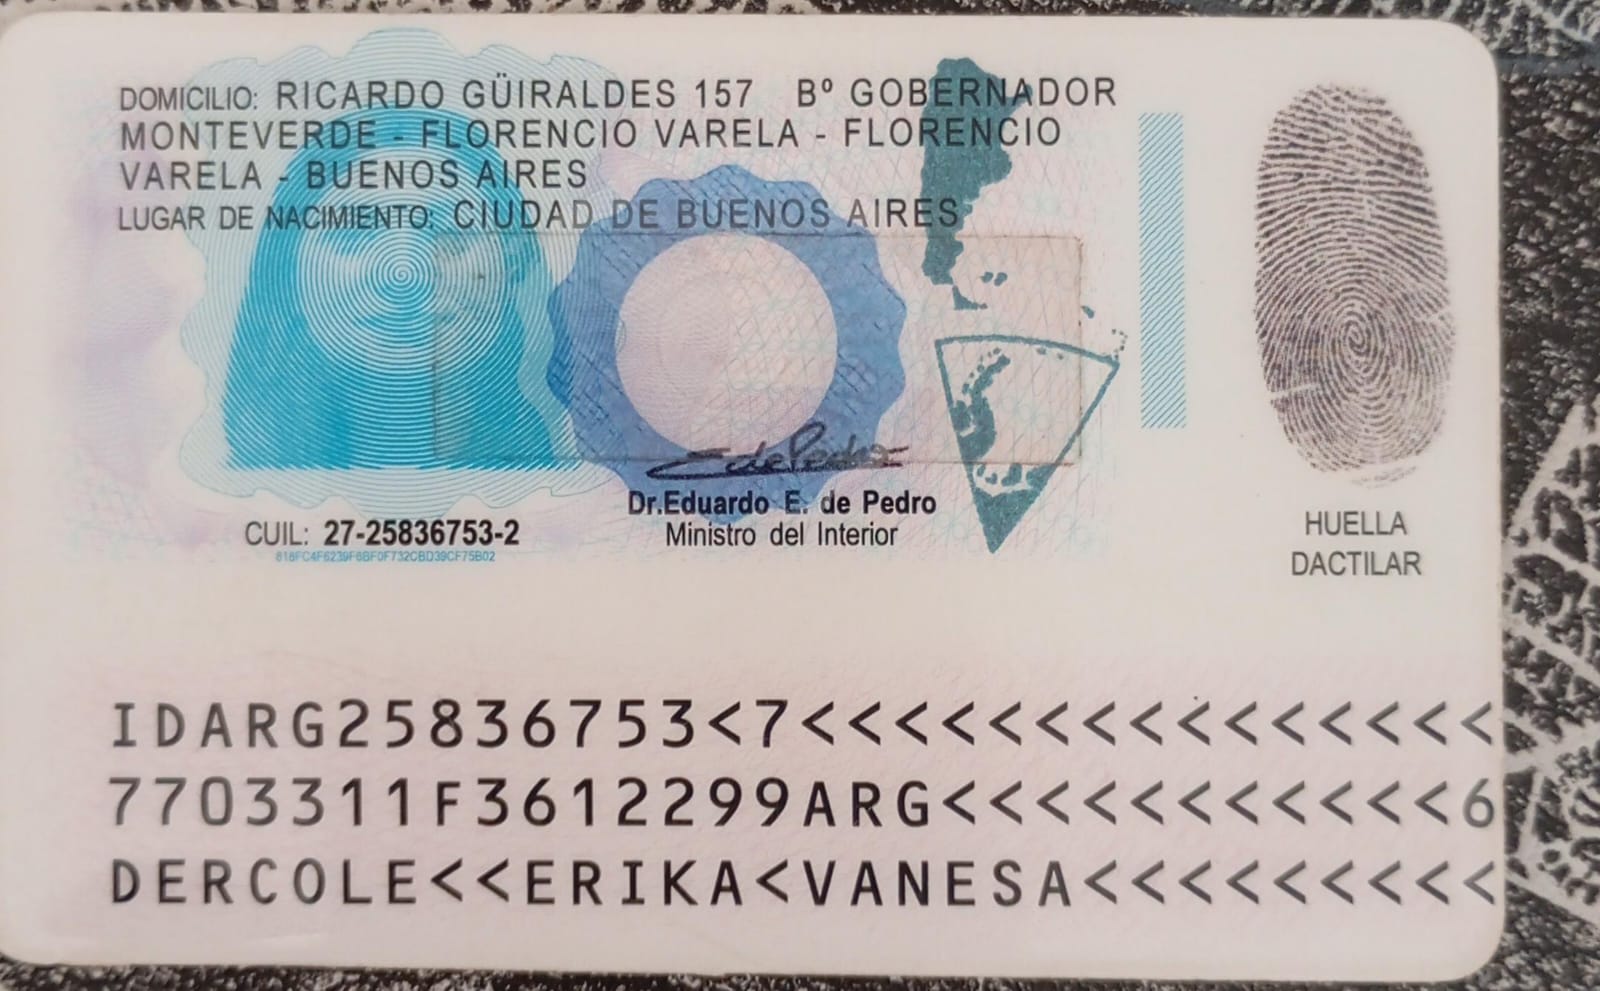 DOMICILIO: RICARDO GÜIRALDES 157 Bº GOBERNADOR
MONTEVERDE - FLORENCIO VARELA - FLORENCIO
VARELA - BUENOS AIRES
LUGAR DE NACIMIENTO: CIUDAD DE BUENOS AIRES
EdePedro
Dr.Eduardo E. de Pedro
Ministro del Interior
CUIL: 27-25836753-2
HUELLA
DACTILAR
IDARG25836753<7<<<<<<<<<<<<<<<
7703311F3612299ARG<<<<<<<<<<<6
DERCOLE<<ERIKA<VANESA<<<<<<<<<